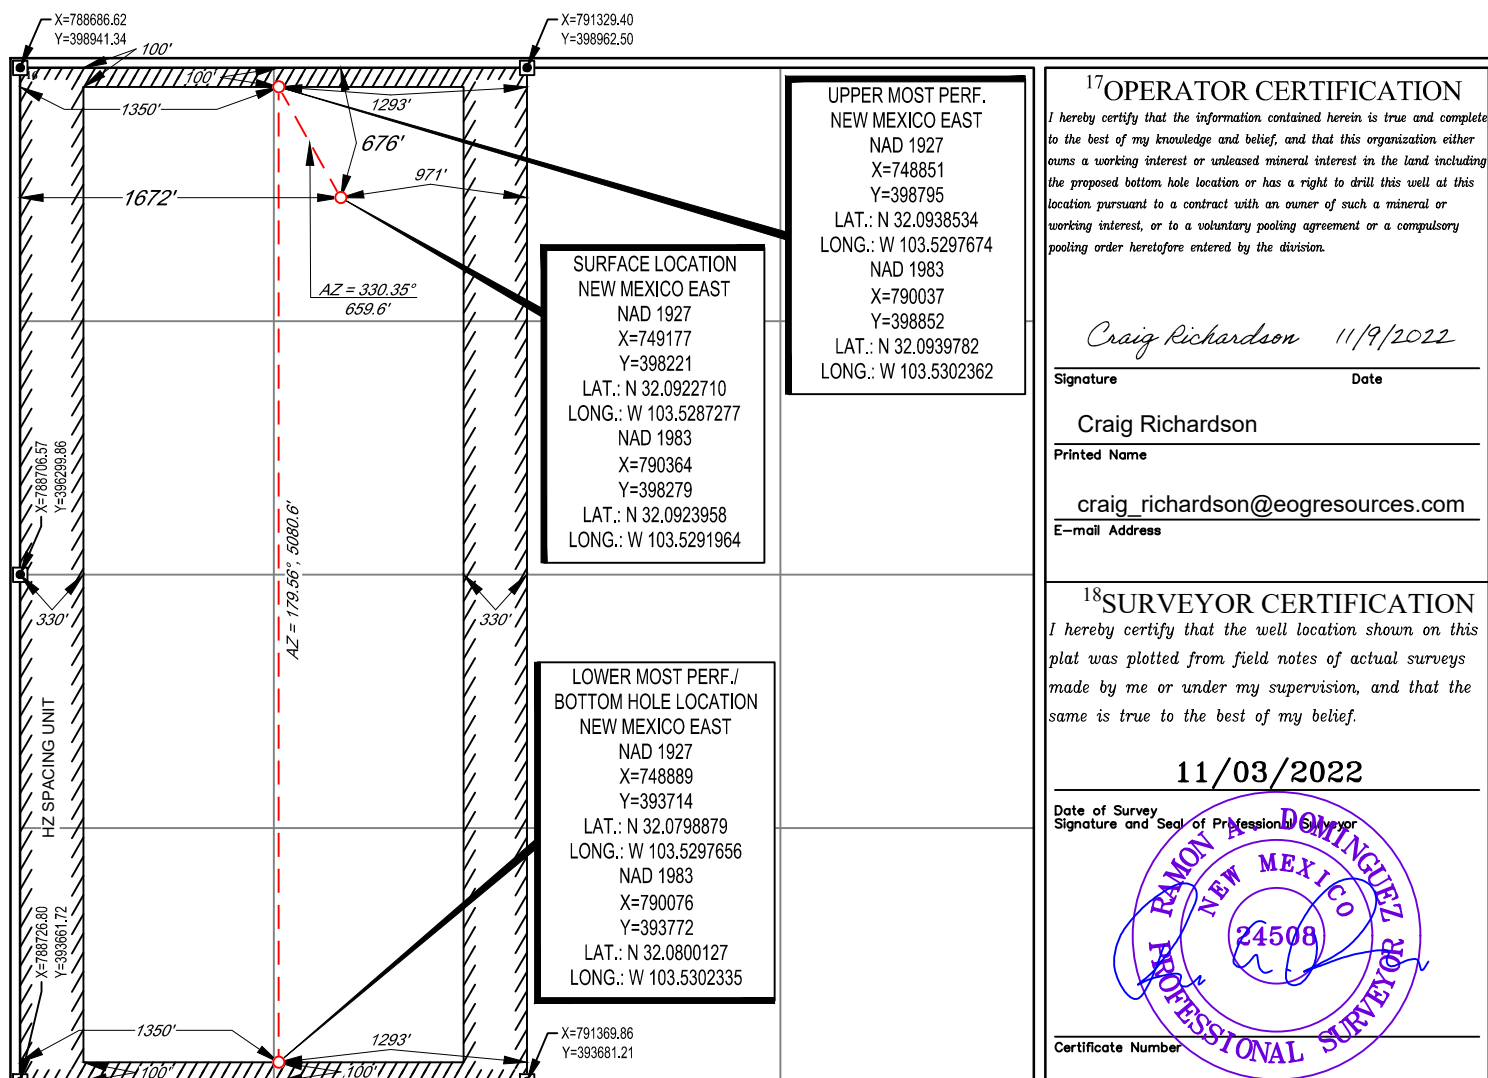 X=788686.62
Y=398941.34
X=791329.40
Y=398962.50
100'
100'
1350'
1293'
676'
971'
1672'
AZ = 330.35°
659.6'
UPPER MOST PERF.
NEW MEXICO EAST
NAD 1927
X=748851
Y=398795
LAT.: N 32.0938534
LONG.: W 103.5297674
NAD 1983
X=790037
Y=398852
LAT.: N 32.0939782
LONG.: W 103.5302362
SURFACE LOCATION
NEW MEXICO EAST
NAD 1927
X=749177
Y=398221
LAT.: N 32.0922710
LONG.: W 103.5287277
NAD 1983
X=790364
Y=398279
LAT.: N 32.0923958
LONG.: W 103.5291964
X=788706.57
Y=396299.86
AZ = 179.56°, 5080.6'
330'
330'
HZ SPACING UNIT
LOWER MOST PERF./
BOTTOM HOLE LOCATION
NEW MEXICO EAST
NAD 1927
X=748889
Y=393714
LAT.: N 32.0798879
LONG.: W 103.5297656
NAD 1983
X=790076
Y=393772
LAT.: N 32.0800127
LONG.: W 103.5302335
X=788726.80
Y=393661.72
1350'
1293'
X=791369.86
Y=393681.21
100'
100'
17OPERATOR CERTIFICATION
I hereby certify that the information contained herein is true and complete
to the best of my knowledge and belief, and that this organization either
owns a working interest or unleased mineral interest in the land including
the proposed bottom hole location or has a right to drill this well at this
location pursuant to a contract with an owner of such a mineral or
working interest, or to a voluntary pooling agreement or a compulsory
pooling order heretofore entered by the division.
Craig Richardson 11/9/2022
Signature Date
Craig Richardson
Printed Name
craig_richardson@eogresources.com
E-mail Address
18SURVEYOR CERTIFICATION
I hereby certify that the well location shown on this
plat was plotted from field notes of actual surveys
made by me or under my supervision, and that the
same is true to the best of my belief.
11/03/2022
Date of Survey
Signature and Seal of Professional Surveyor
RAMON A. DOMINGUEZ
NEW MEXICO
24508
PROFESSIONAL SURVEYOR
Certificate Number